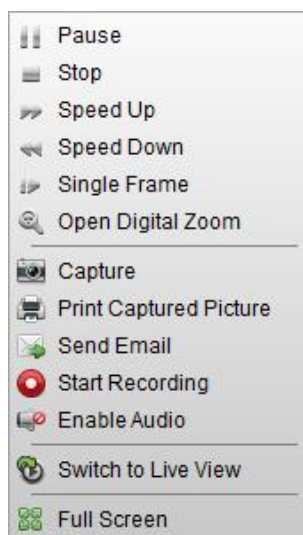 Pause
Stop
Speed Up
Speed Down
Single Frame
Open Digital Zoom
Capture
Print Captured Picture
Send Email
Start Recording
Enable Audio
Switch to Live View
Full Screen